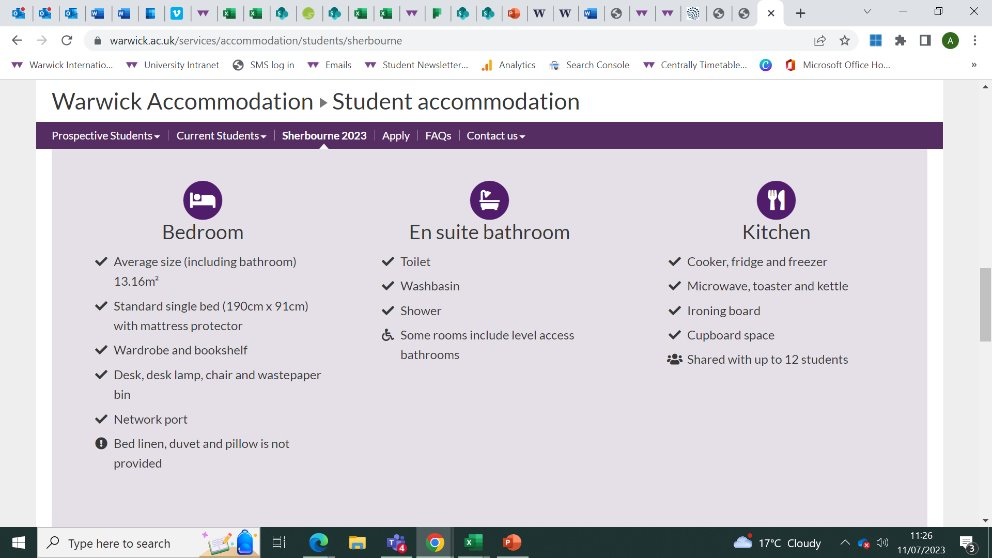 warwick.ac.uk/services/accommodation/students/sherbourne
A
Warwick Internatio... University Intranet SMS log in Emails Student Newsletter... Analytics Search Console Centrally Timetable... Microsoft Office Ho... »
Warwick Accommodation ▸ Student accommodation
Prospective Students Current Students Sherbourne 2023 Apply FAQs Contact us
Bedroom
Average size (including bathroom)
13.16m²
Standard single bed (190cm x 91cm)
with mattress protector
Wardrobe and bookshelf
Desk, desk lamp, chair and wastepaper
bin
Network port
Bed linen, duvet and pillow is not
provided
En suite bathroom
Toilet
Washbasin
Shower
Some rooms include level access
bathrooms
Kitchen
Cooker, fridge and freezer
Microwave, toaster and kettle
Ironing board
Cupboard space
Shared with up to 12 students
Type here to search
4
17°C Cloudy
11:26
11/07/2023
3